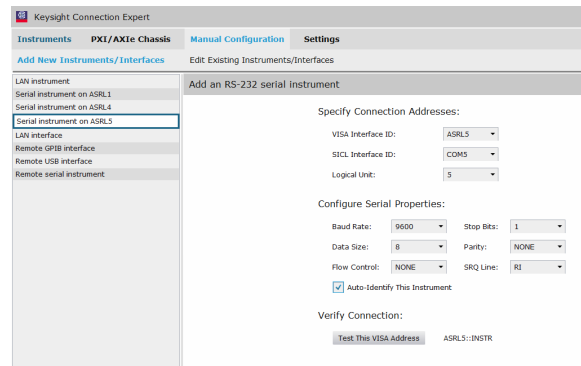 Keysight Connection Expert
Instruments PXI/AXIe Chassis Manual Configuration Settings
Add New Instruments/Interfaces Edit Existing Instruments/Interfaces
LAN instrument
Serial instrument on ASRL1
Serial instrument on ASRL4
Serial instrument on ASRL5
LAN interface
Remote GPIB interface
Remote USB interface
Remote serial instrument
Add an RS-232 serial instrument
Specify Connection Addresses:
VISA Interface ID: ASRL5
SICL Interface ID: COM5
Logical Unit: 5
Configure Serial Properties:
Baud Rate: 9600 Stop Bits: 1
Data Size: 8 Parity: NONE
Flow Control: NONE SRQ Line: RI
Auto-Identify This Instrument
Verify Connection:
Test This VISA Address ASRL5::INSTR